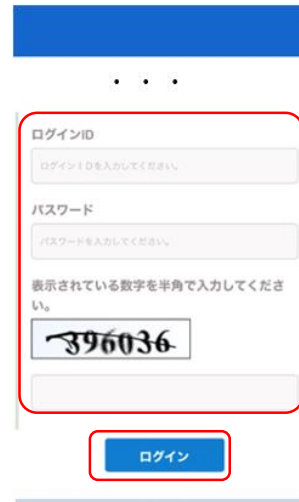 ・・・
ログインID
ログインIDを入力してください。
パスワード
パスワードを入力してください。
表示されている数字を半角で入力してくださ
い。
396036
ログイン